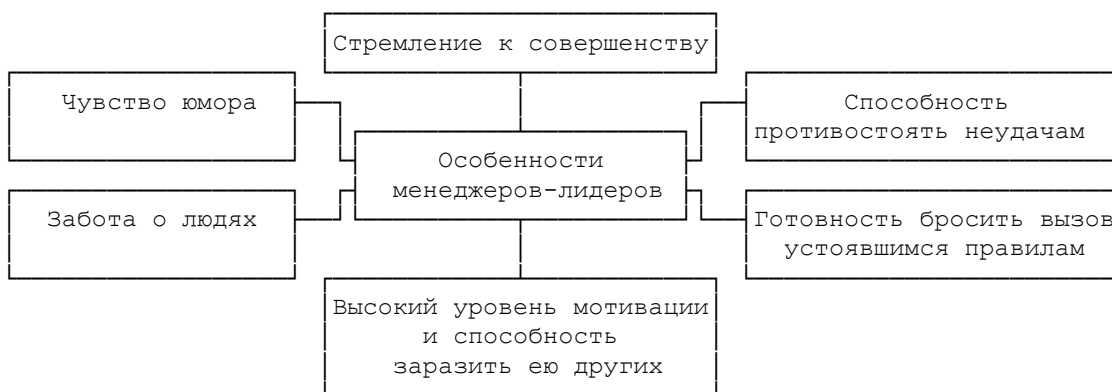 Стремление к совершенству
Чувство юмора
Способность
противостоять неудачам
Особенности
менеджеров-лидеров
Забота о людях
Готовность бросить вызов
устоявшимся правилам
Высокий уровень мотивации
и способность
заразить ею других